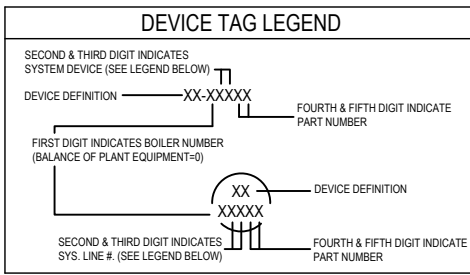 DEVICE TAG LEGEND
SECOND & THIRD DIGIT INDICATES
SYSTEM DEVICE (SEE LEGEND BELOW)
DEVICE DEFINITION
XX-XXXXX
FOURTH & FIFTH DIGIT INDICATE
PART NUMBER
FIRST DIGIT INDICATES BOILER NUMBER
(BALANCE OF PLANT EQUIPMENT=0)
XX
DEVICE DEFINITION
XXXXX
SECOND & THIRD DIGIT INDICATES
SYS. LINE #. (SEE LEGEND BELOW)
FOURTH & FIFTH DIGIT INDICATE
PART NUMBER